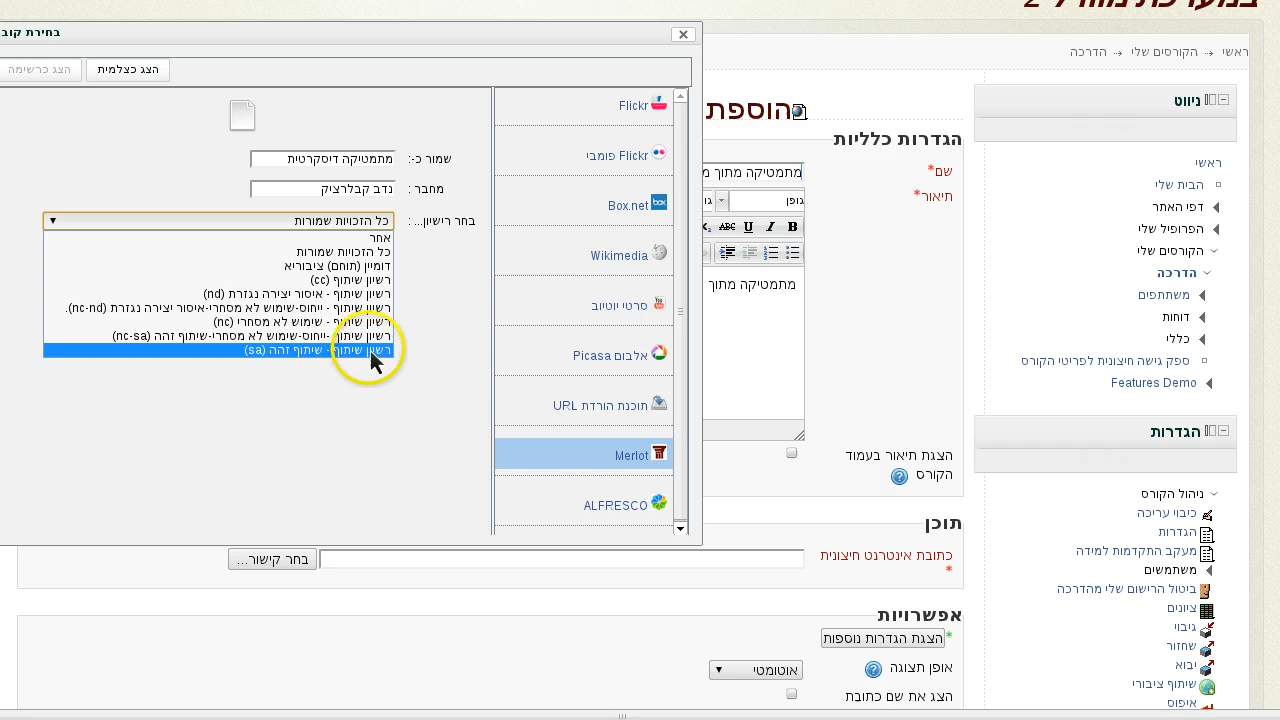 במערכת מודל 2
בחירת קוב
הצג כצלמית
הצג כרשימה
שמור כ-:
מתמטיקה דיסקרטית
מחבר :
נדב קבלרציק
בחר רישיון... :
כל הזכויות שמורות
אחר
כל הזכויות שמורות
דומיין (תוחם) ציבוריא
רשיון שיתוף (cc)
רשיון שיתוף - איסור יצירה נגזרת (nd)
רשיון שיתוף - ייחוס-שימוש לא מסחרי-איסור יצירה נגזרת (nc-nd).
רשיון שיתוף - שימוש לא מסחרי (nc)
רשיון שיתוף -ייחוס-שימוש לא מסחרי-שיתוף זהה (nc-sa)
רשיון שיתוף - שיתוף זהה (sa)
Flickr
Flickr פומבי
Box.net
Wikimedia
סרטי יוטיוב
אלבום Picasa
תוכנת הורדת URL
Merlot
ALFRESCO
ראשי
הקורסים שלי
הדרכה
הוספת
הגדרות כלליות
שם*
מתמטיקה מתוך מ
תיאור*
גופן
גו
B I U ABC
מתמטיקה מתוך
הצגת תיאור בעמוד
הקורס
תוכן
כתובת אינטרנט חיצונית
*
בחר קישור...
אפשרויות
*הצגת הגדרות נוספות
אופן תצוגה
אוטומטי
הצג את שם כתובת
ניווט
ראשי
הבית שלי
דפי האתר
הפרופיל שלי
הקורסים שלי
הדרכה
משתתפים
דוחות
כללי
ספק גישה חיצונית לפריטי הקורס
Features Demo
הגדרות
ניהול הקורס
כיבוי עריכה
הגדרות
מעקב התקדמות למידה
משתמשים
ביטול הרישום שלי מהדרכה
ציונים
גיבוי
שחזור
יבוא
שיתוף ציבורי
איפוס